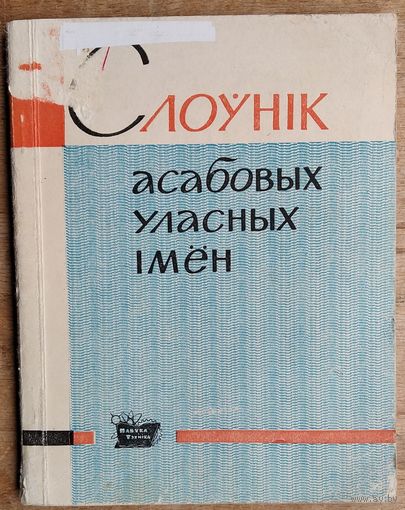 Слоўнік
асабовых
уласных
імён
Навука
Тэхніка